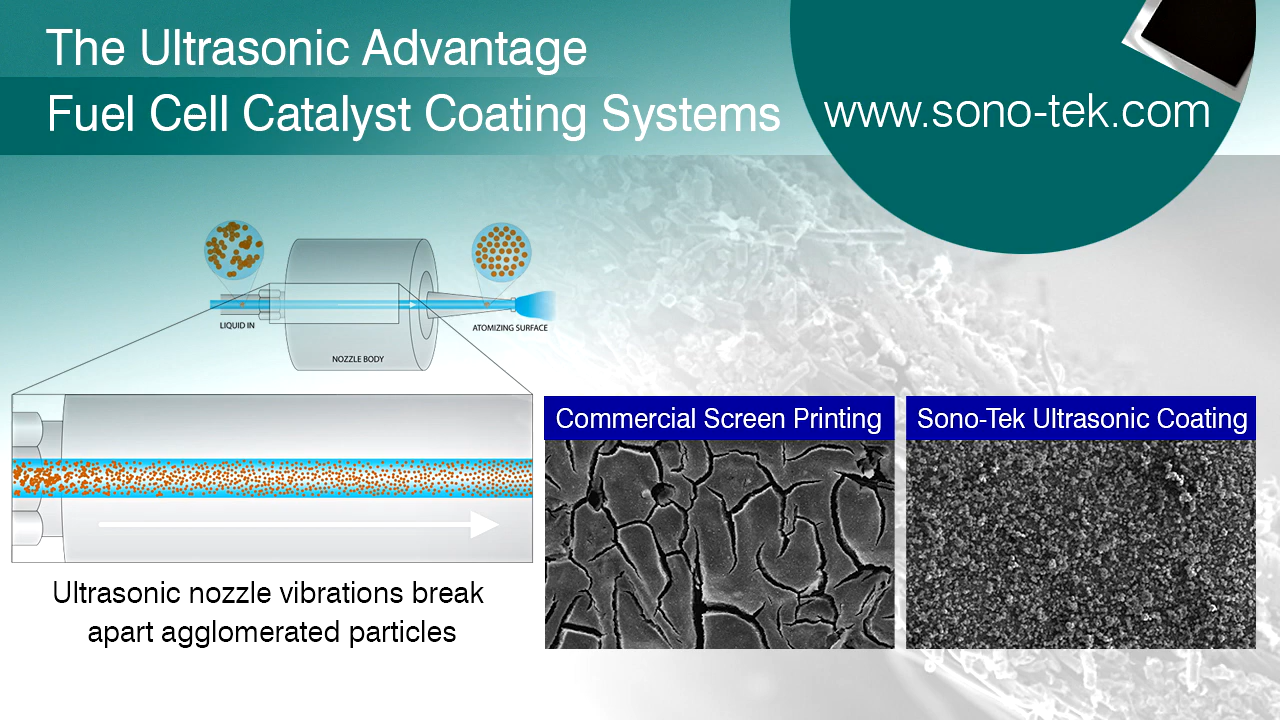 The Ultrasonic Advantage
Fuel Cell Catalyst Coating Systems
www.sono-tek.com
LIQUID IN
ATOMIZING SURFACE
NOZZLE BODY
Commercial Screen Printing
Sono-Tek Ultrasonic Coating
Ultrasonic nozzle vibrations break
apart agglomerated particles